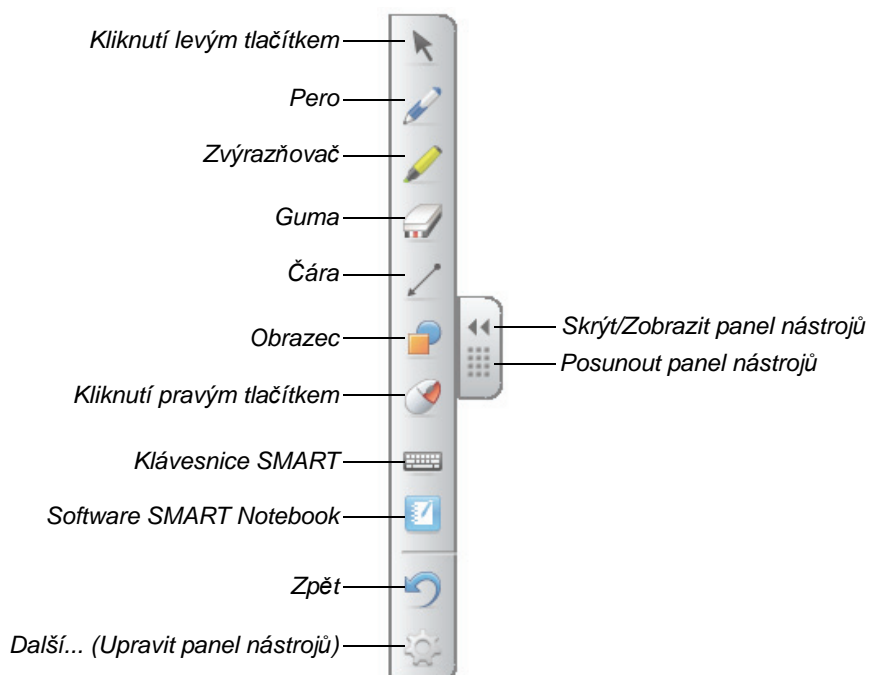 Kliknutí levým tlačítkem
Pero
Zvýrazňovač
Guma
Čára
Obrazec
Skrýt/Zobrazit panel nástrojů
Posunout panel nástrojů
Kliknutí pravým tlačítkem
Klávesnice SMART
Software SMART Notebook
Zpět
Další... (Upravit panel nástrojů)